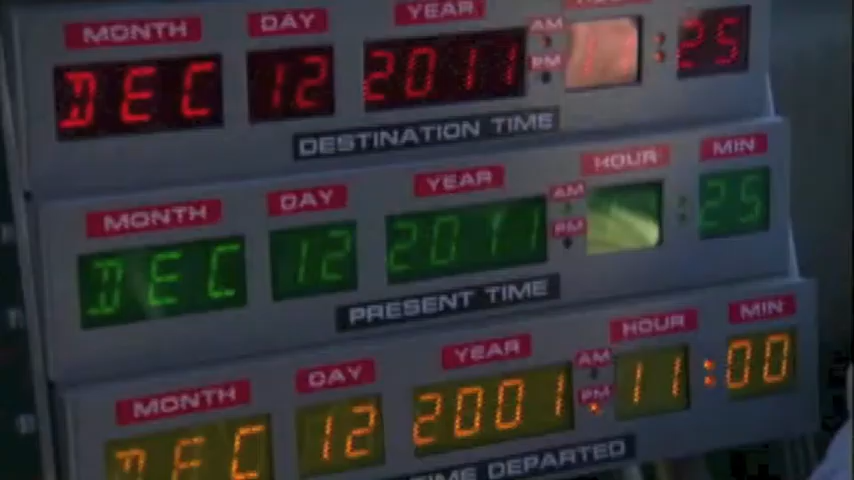 MONTH DAY YEAR AM HOUR
DEC 12 2011 PM 11 : 25
DESTINATION TIME
MONTH DAY YEAR AM HOUR MIN
DEC 12 2011 PM : 25
PRESENT TIME
MONTH DAY YEAR AM HOUR MIN
DEC 12 2001 PM 11 : 00
TIME DEPARTED